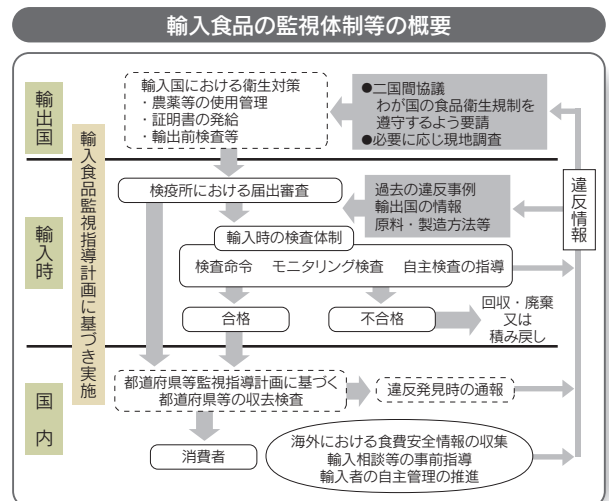 輸入食品の監視体制等の概要
輸出国
輸入国における衛生対策
・農薬等の使用管理
・証明書の発給
・輸出前検査等
●二国間協議
わが国の食品衛生規制を
遵守するよう要請
●必要に応じ現地調査
輸入食品監視指導計画に基づき実施
違反情報
輸入時
検疫所における届出審査
過去の違反事例
輸出国の情報
原料・製造方法等
輸入時の検査体制
検査命令 モニタリング検査 自主検査の指導
合格
不合格
回収・廃棄
又は
積み戻し
国内
都道府県等監視指導計画に基づく
都道府県等の収去検査
違反発見時の通報
消費者
海外における食費安全情報の収集
輸入相談等の事前指導
輸入者の自主管理の推進